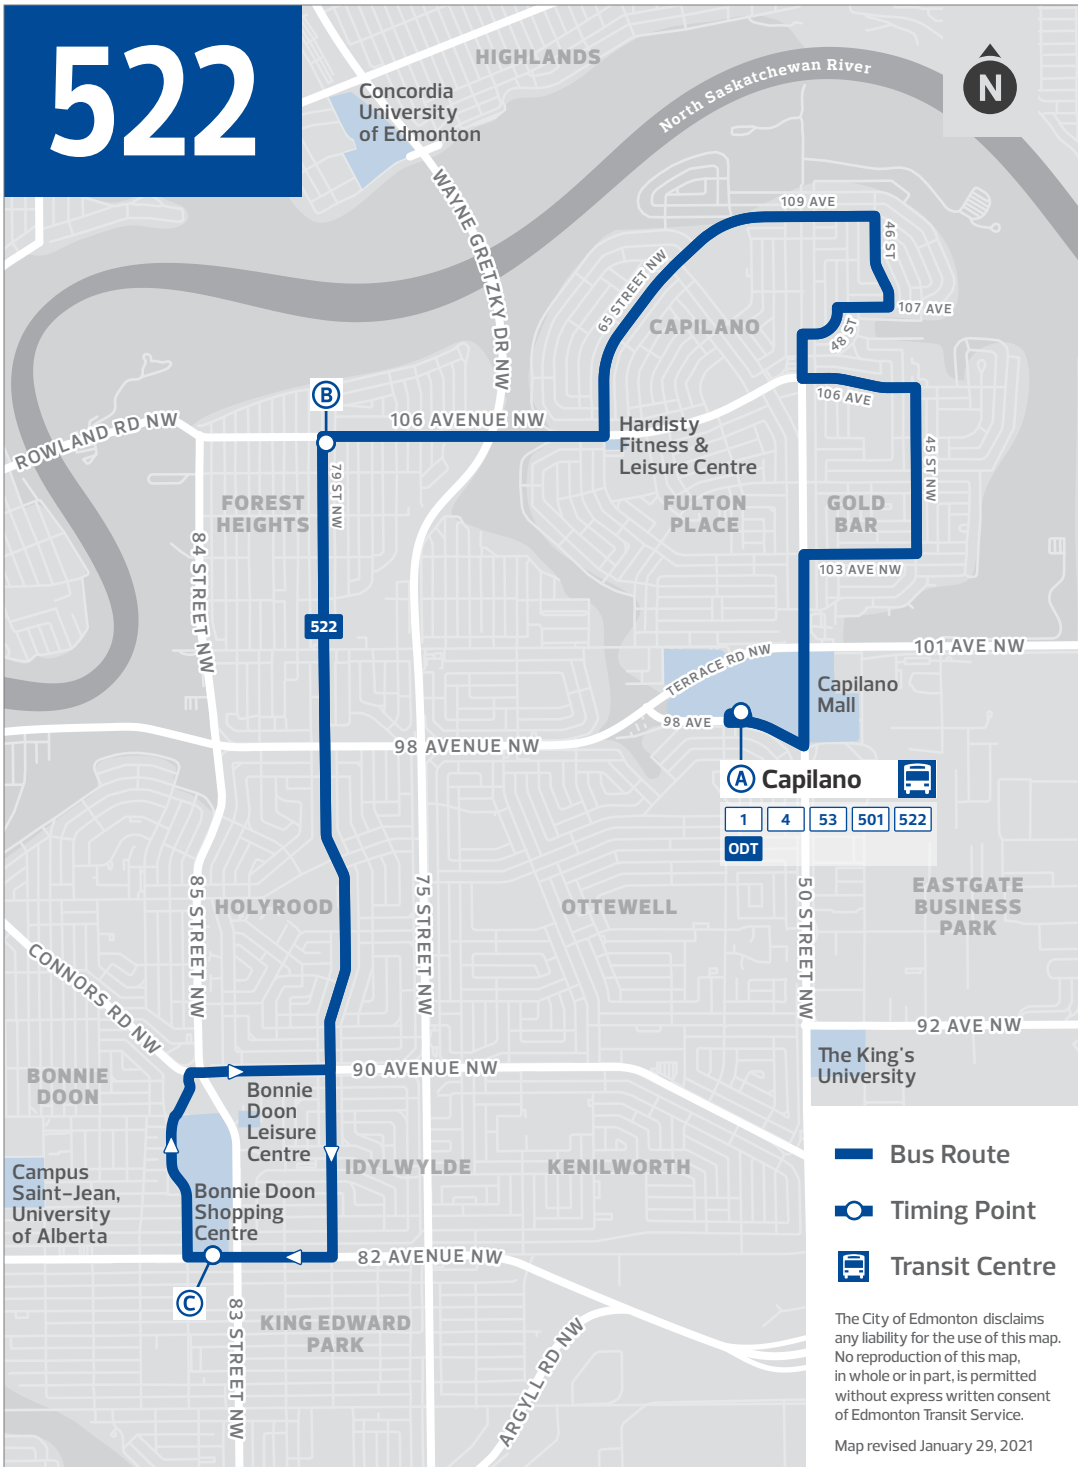 522
HIGHLANDS
North Saskatchewan River
N
Concordia
University
of Edmonton
WAYNE GRETZKY DR NW
109 AVE
46 ST
65 STREET NW
107 AVE
CAPILANO
48 ST
B
106 AVE
106 AVENUE NW
ROWLAND RD NW
Hardisty
Fitness &
Leisure Centre
79 ST NW
45 ST NW
FOREST
HEIGHTS
FULTON
PLACE
GOLD
BAR
84 STREET NW
103 AVE NW
522
101 AVE NW
TERRACE RD NW
Capilano
Mall
98 AVE
98 AVENUE NW
A Capilano
1 4 53 501 522
ODT
85 STREET NW
HOLYROOD
75 STREET NW
OTTEWELL
50 STREET NW
EASTGATE
BUSINESS
PARK
CONNORS RD NW
92 AVE NW
The King's
University
90 AVENUE NW
BONNIE
DOON
Bonnie
Doon
Leisure
Centre
IDYLWYLDE
KENILWORTH
Campus
Saint-Jean,
University
of Alberta
Bonnie Doon
Shopping
Centre
82 AVENUE NW
C
83 STREET NW
KING EDWARD
PARK
ARGYLL RD NW
Bus Route
Timing Point
Transit Centre
The City of Edmonton disclaims
any liability for the use of this map.
No reproduction of this map,
in whole or in part, is permitted
without express written consent
of Edmonton Transit Service.
Map revised January 29, 2021